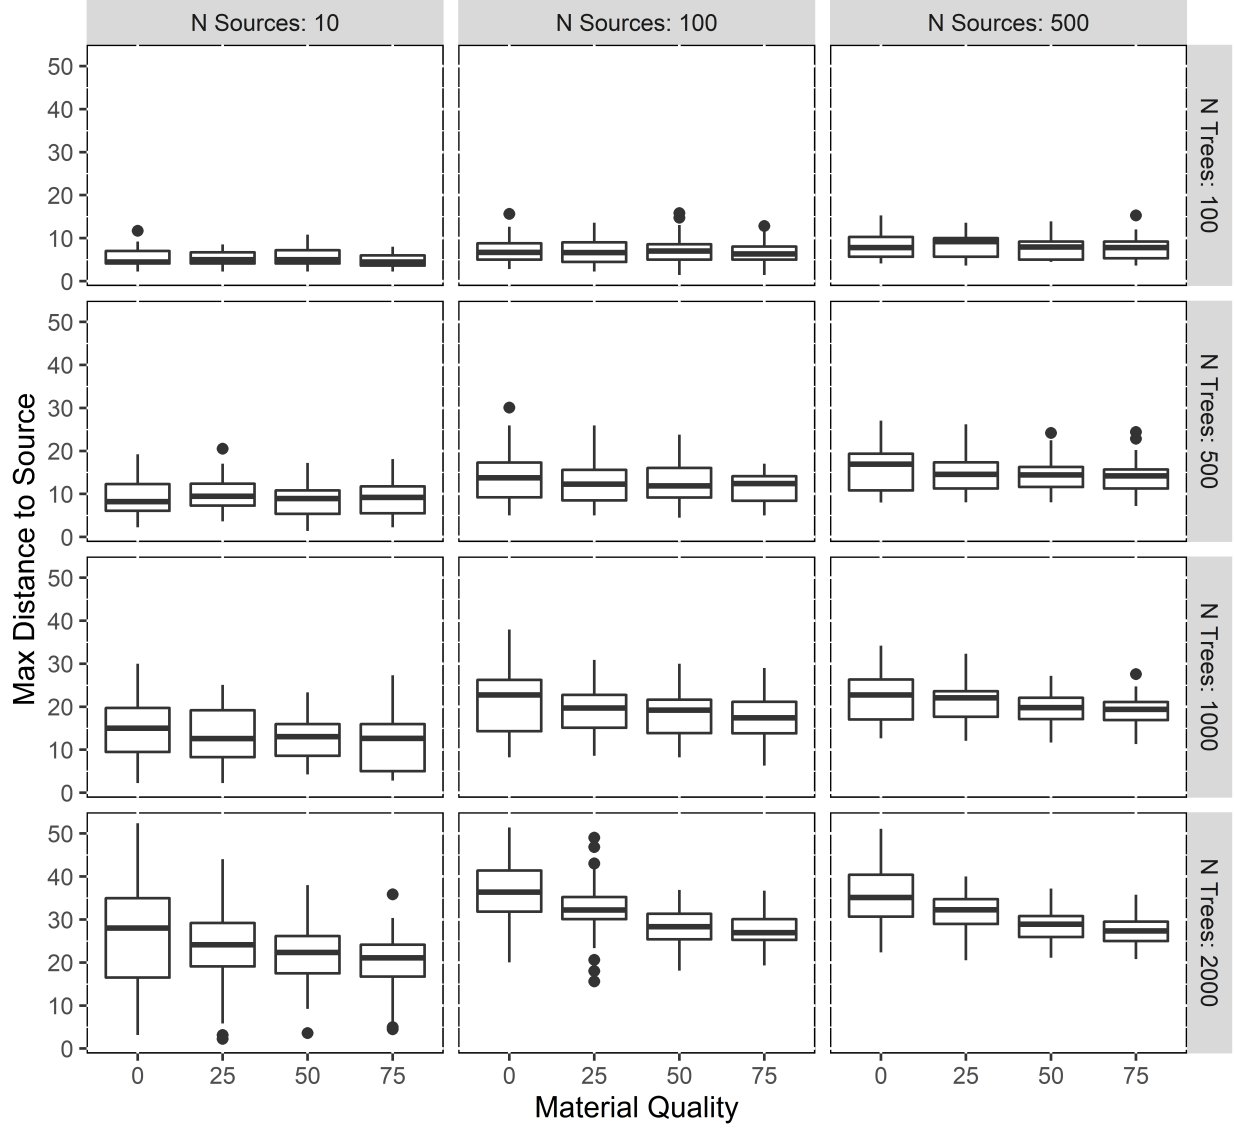 N Sources: 10
N Sources: 100
N Sources: 500
50
40
30
20
10
0
N Trees: 100
50
40
30
20
10
0
N Trees: 500
Max Distance to Source
50
40
30
20
10
0
N Trees: 1000
50
40
30
20
10
0
N Trees: 2000
0 25 50 75
0 25 50 75
0 25 50 75
Material Quality